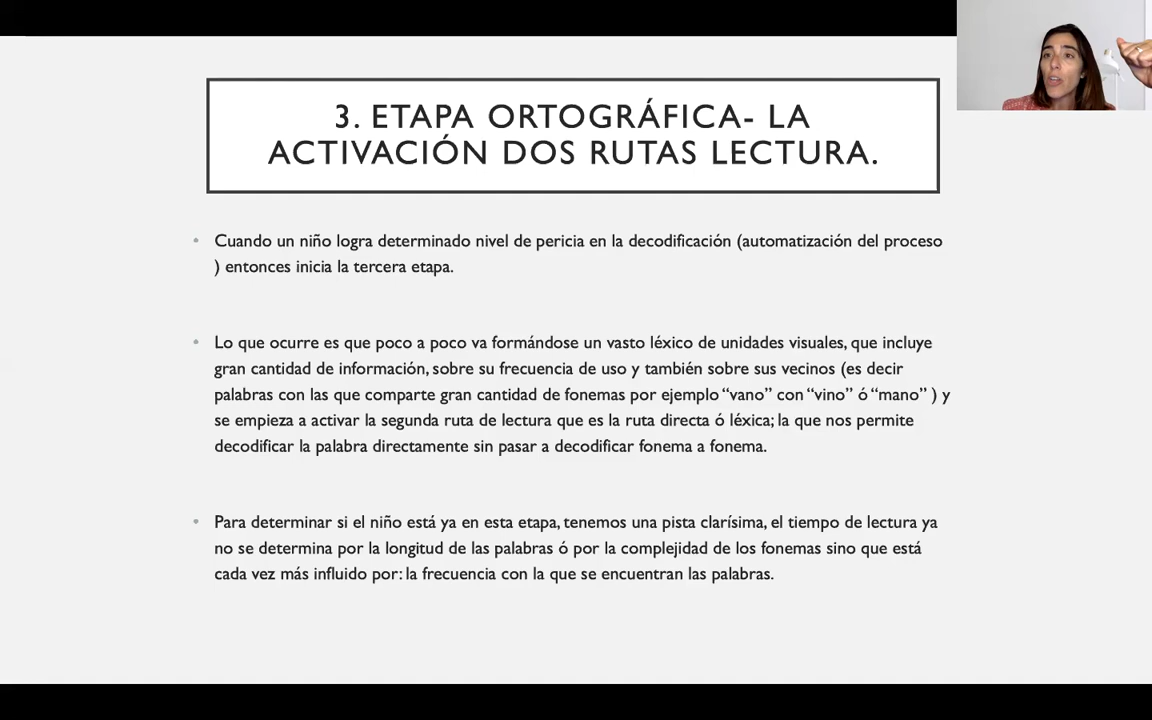 3. ETAPA ORTOGRÁFICA- LA
ACTIVACIÓN DOS RUTAS LECTURA.
• Cuando un niño logra determinado nivel de pericia en la decodificación (automatización del proceso
) entonces inicia la tercera etapa.
• Lo que ocurre es que poco a poco va formándose un vasto léxico de unidades visuales, que incluye
gran cantidad de información, sobre su frecuencia de uso y también sobre sus vecinos (es decir
palabras con las que comparte gran cantidad de fonemas por ejemplo “vano” con “vino” ó “mano” ) y
se empieza a activar la segunda ruta de lectura que es la ruta directa ó léxica; la que nos permite
decodificar la palabra directamente sin pasar a decodificar fonema a fonema.
• Para determinar si el niño está ya en esta etapa, tenemos una pista clarísima, el tiempo de lectura ya
no se determina por la longitud de las palabras ó por la complejidad de los fonemas sino que está
cada vez más influido por: la frecuencia con la que se encuentran las palabras.